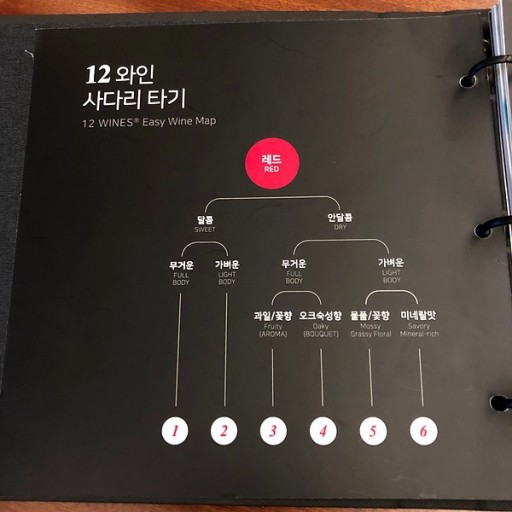 12 와인
사다리 타기
12 WINES® Easy Wine Map
레드
RED
달콤
SWEET
안달콤
DRY
무거운
FULL
BODY
가벼운
LIGHT
BODY
무거운
FULL
BODY
가벼운
LIGHT
BODY
과일/꽃향
Fruity
(AROMA)
오크숙성향
Oaky
(BOUQUET)
풀풀/꽃향
Mossy
Grassy Floral
미네랄맛
Savory
Mineral-rich
1 2 3 4 5 6